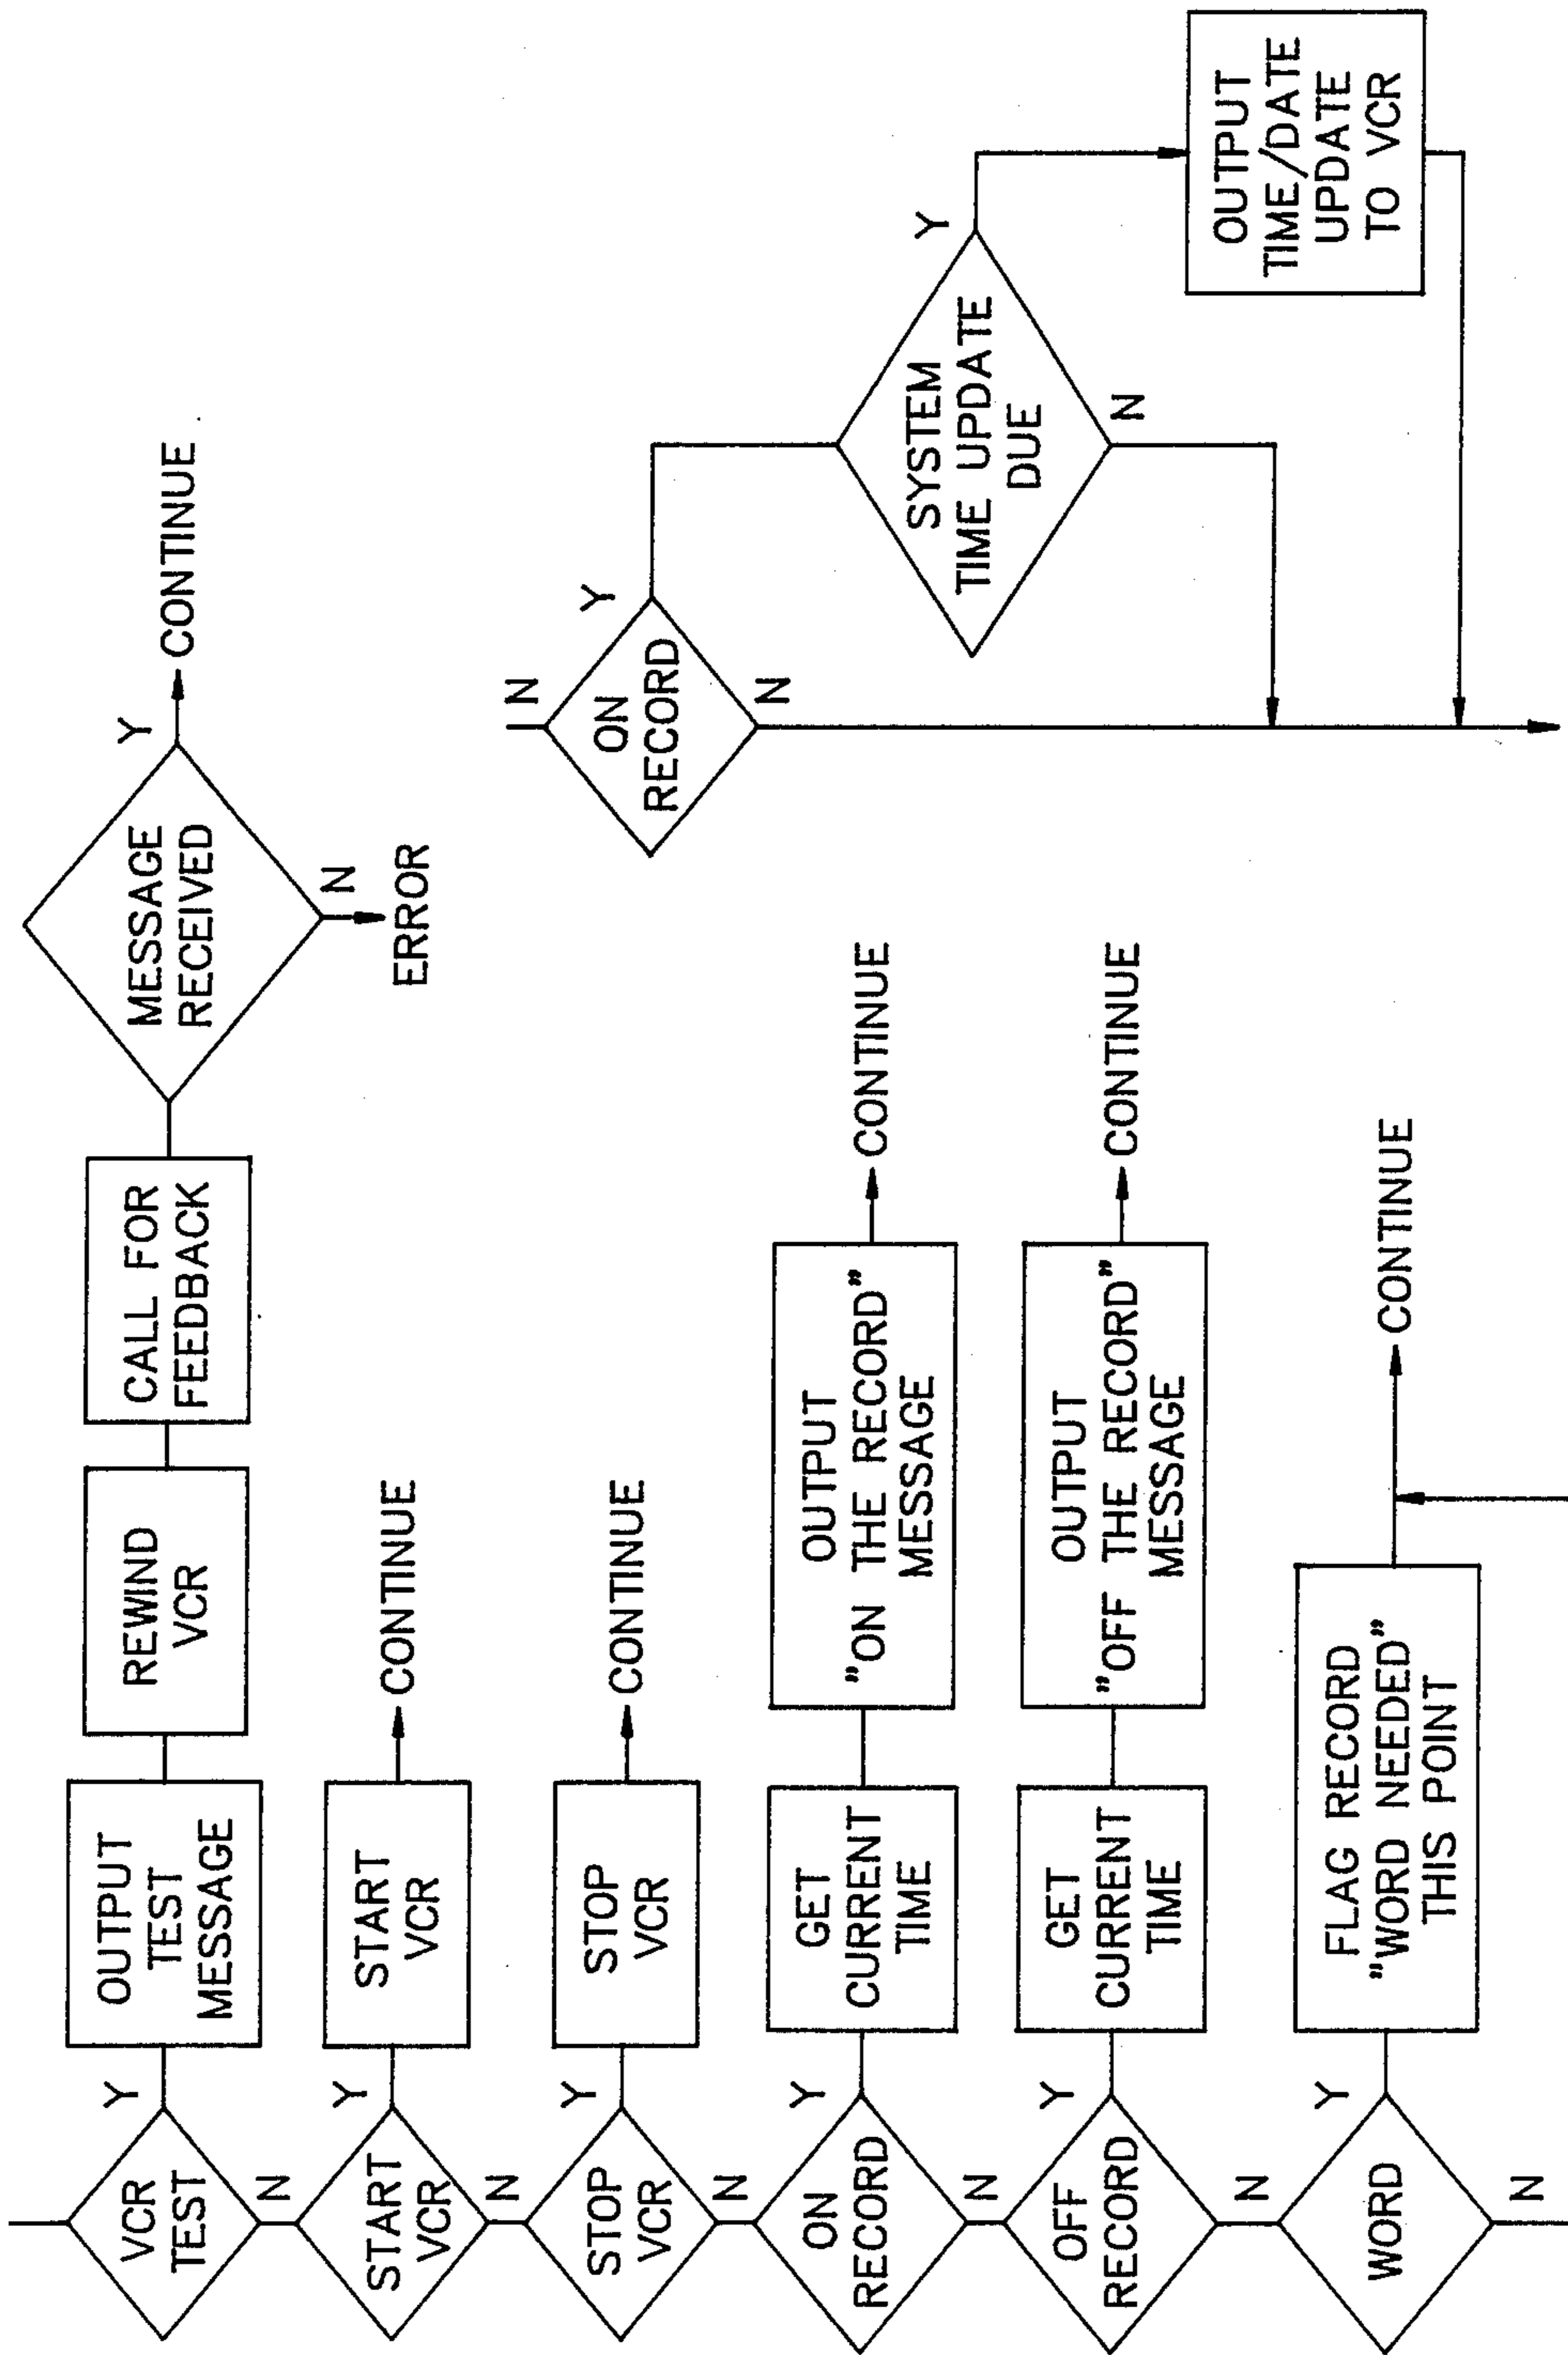 VCR
TEST
Y
N
OUTPUT
TEST
MESSAGE
REWIND
VCR
CALL FOR
FEEDBACK
MESSAGE
RECEIVED
Y
CONTINUE
N
ERROR
START
VCR
Y
N
START
VCR
CONTINUE
STOP
VCR
Y
N
STOP
VCR
CONTINUE
ON
RECORD
Y
N
GET
CURRENT
TIME
OUTPUT
"ON THE RECORD"
MESSAGE
CONTINUE
OFF
RECORD
Y
N
GET
CURRENT
TIME
OUTPUT
"OFF THE RECORD"
MESSAGE
CONTINUE
WORD
Y
N
FLAG RECORD
"WORD NEEDED"
THIS POINT
CONTINUE
N
ON
RECORD
Y
N
SYSTEM
TIME UPDATE
DUE
Y
N
OUTPUT
TIME/DATE
UPDATE
TO VCR